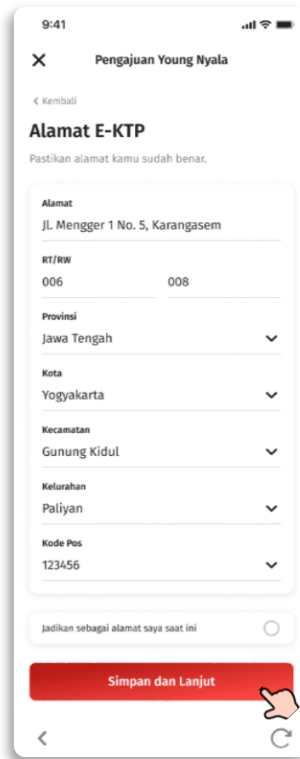 9:41
Pengajuan Young Nyala
Kembali
Alamat E-KTP
Pastikan alamat kamu sudah benar.
Alamat
Jl. Mengger 1 No. 5, Karangasem
RT/RW
006 008
Provinsi
Jawa Tengah
Kota
Yogyakarta
Kecamatan
Gunung Kidul
Kelurahan
Paliyan
Kode Pos
123456
Jadikan sebagai alamat saya saat ini
Simpan dan Lanjut